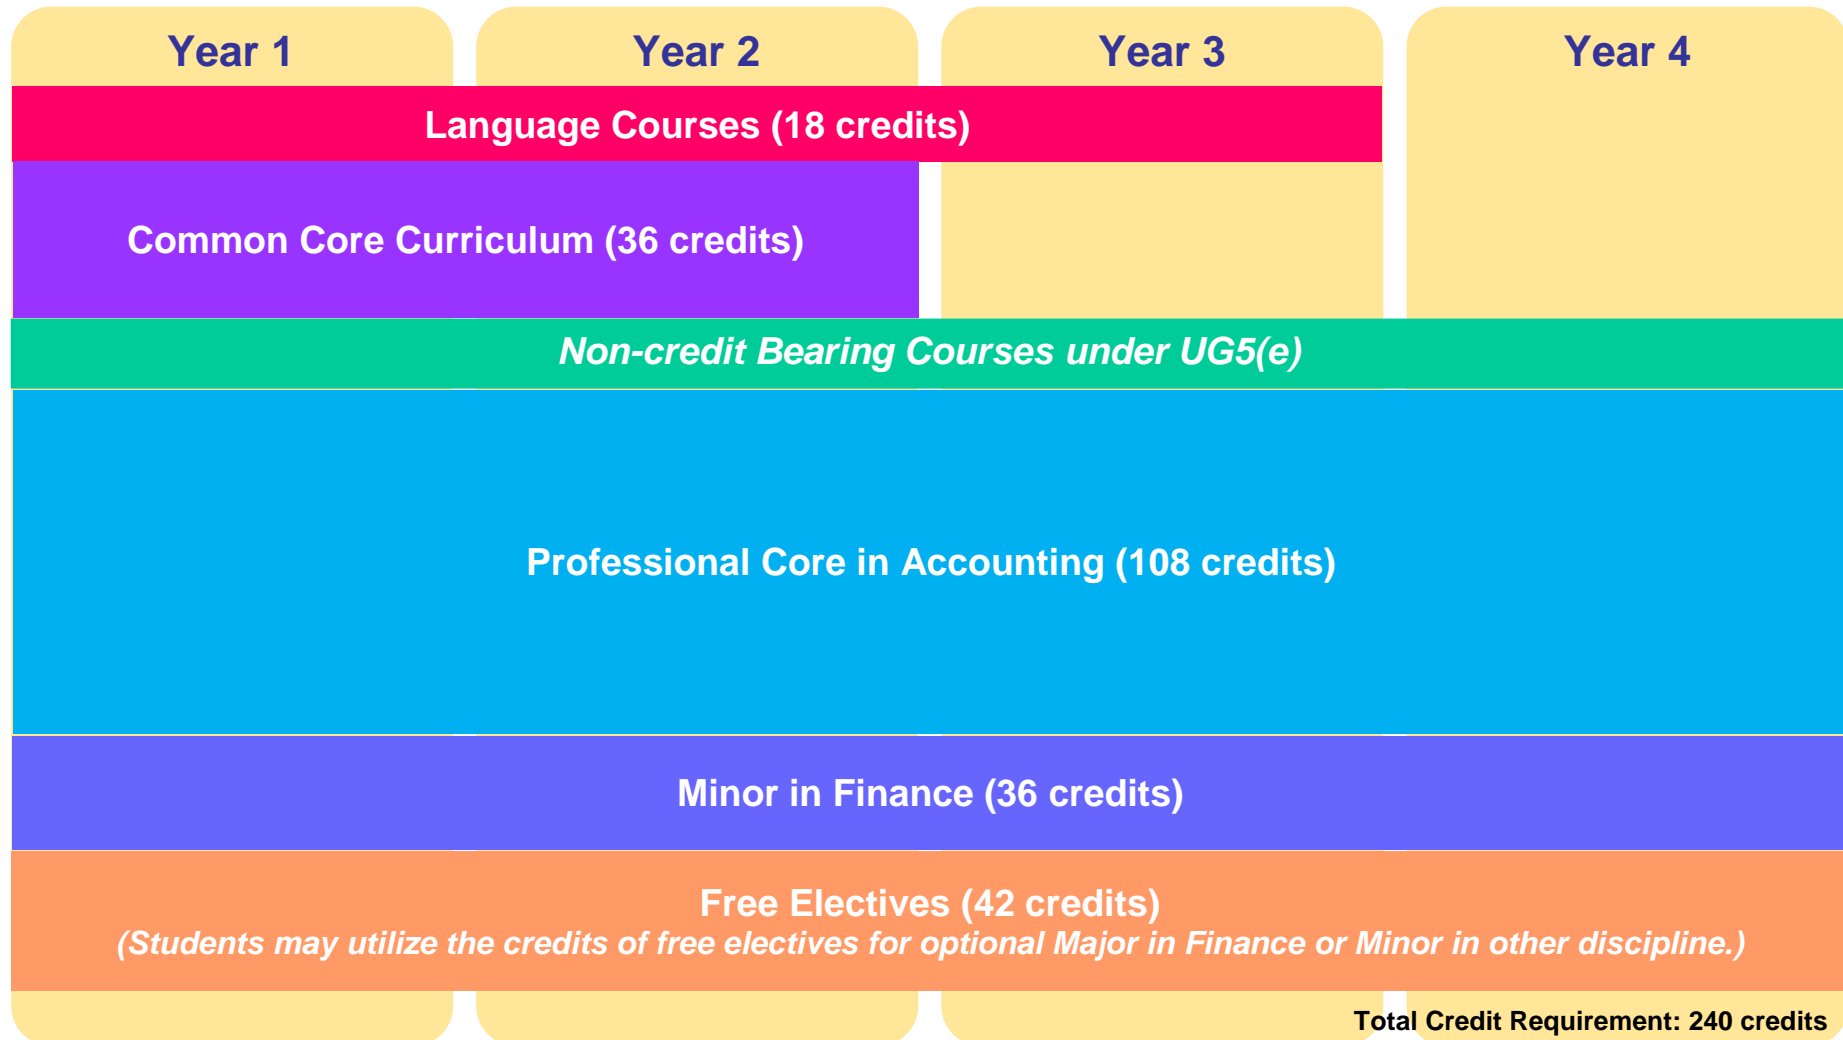 Year 1
Year 2
Year 3
Year 4
Language Courses (18 credits)
Common Core Curriculum (36 credits)
Non-credit Bearing Courses under UG5(e)
Professional Core in Accounting (108 credits)
Minor in Finance (36 credits)
Free Electives (42 credits)
(Students may utilize the credits of free electives for optional Major in Finance or Minor in other discipline.)
Total Credit Requirement: 240 credits